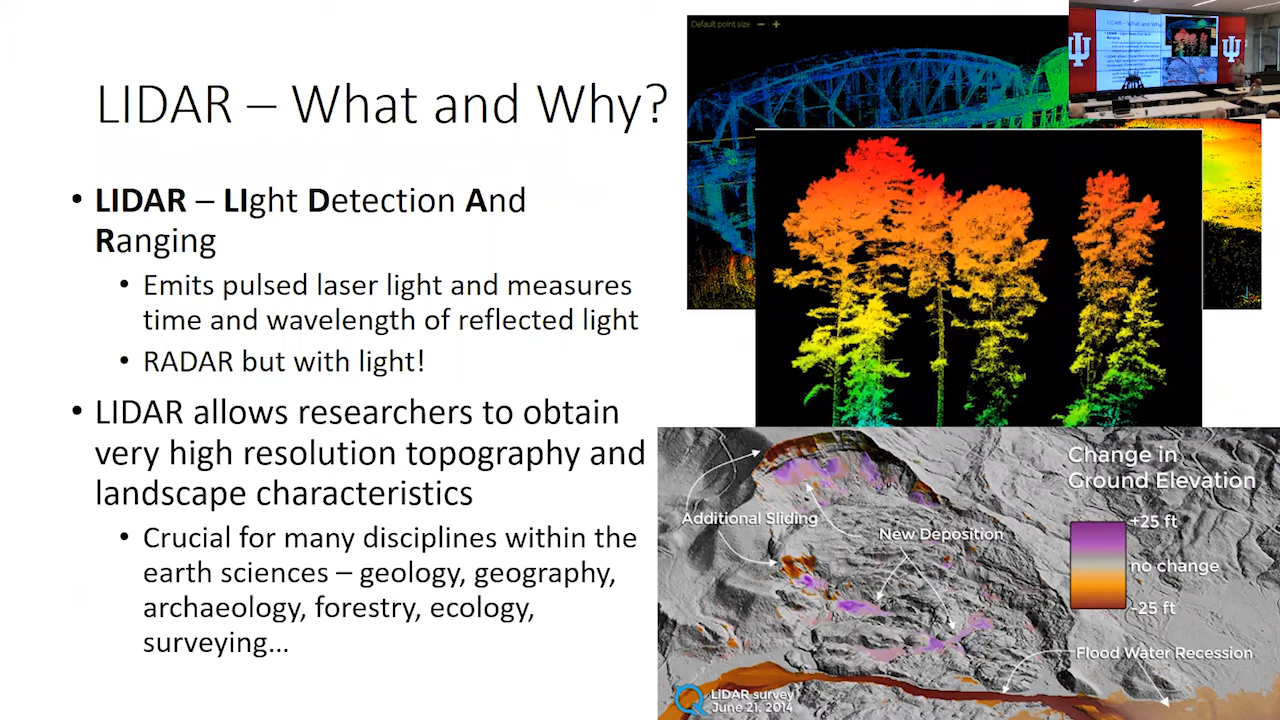 LIDAR – What and Why?
• LIDAR – LIght Detection And
Ranging
• Emits pulsed laser light and measures
time and wavelength of reflected light
• RADAR but with light!
• LIDAR allows researchers to obtain
very high resolution topography and
landscape characteristics
• Crucial for many disciplines within the
earth sciences – geology, geography,
archaeology, forestry, ecology,
surveying…
Default point size − +
LIDAR – What and Why?
Change in
Ground Elevation
+25 ft
no change
-25 ft
Additional Sliding
New Deposition
Flood Water Recession
LiDAR survey
June 21, 2014